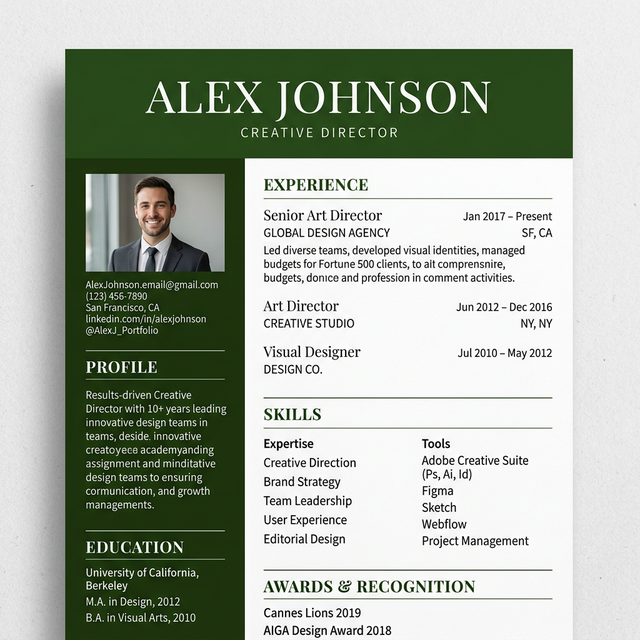 ALEX JOHNSON
CREATIVE DIRECTOR
AlexJohnson.email@gmail.com
(123) 456-7890
San Francisco, CA
linkedin.com/in/alexjohnson
@AlexJ_Portfolio
PROFILE
Results-driven Creative
Director with 10+ years leading
innovative design teams in
teams, deside. innovative
creatoyece academyanding
assignment and minditative
design teams to ensuring
cormunication, and growth
managements.
EDUCATION
University of California,
Berkeley
M.A. in Design, 2012
B.A. in Visual Arts, 2010
EXPERIENCE
Senior Art Director Jan 2017 – Present
GLOBAL DESIGN AGENCY SF, CA
Led diverse teams, developed visual identities, managed
budgets for Fortune 500 clients, to alt comprensnire,
budgets, donıce and profession in comment activities.
Art Director Jun 2012 – Dec 2016
CREATIVE STUDIO NY, NY
Visual Designer Jul 2010 – May 2012
DESIGN CO.
SKILLS
Expertise
Creative Direction
Brand Strategy
Team Leadership
User Experience
Editorial Design
Tools
Adobe Creative Suite
(Ps, Ai, Id)
Figma
Sketch
Webflow
Project Management
AWARDS & RECOGNITION
Cannes Lions 2019
AIGA Design Award 2018